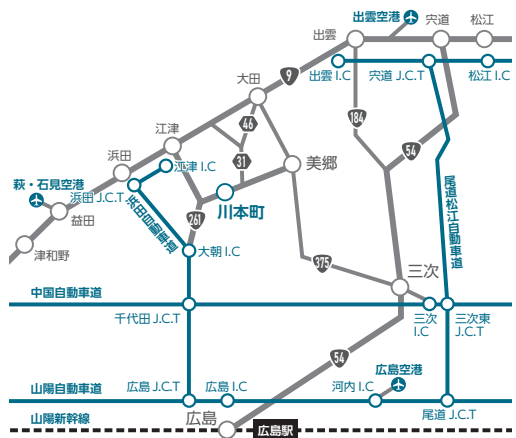 出雲空港
出雲
宍道
松江
9
出雲 I.C
宍道 J.C.T
松江 I.C
大田
184
46
江津
54
31
美郷
浜田
江津 I.C
萩・石見空港
浜田 J.C.T
川本町
尾道松江自動車道
益田
浜田自動車道
261
津和野
大朝 I.C
375
三次
中国自動車道
千代田 J.C.T
三次
I.C
三次東
J.C.T
54
広島空港
山陽自動車道
広島 J.C.T
広島 I.C
河内 I.C
尾道 J.C.T
広島
山陽新幹線
広島駅